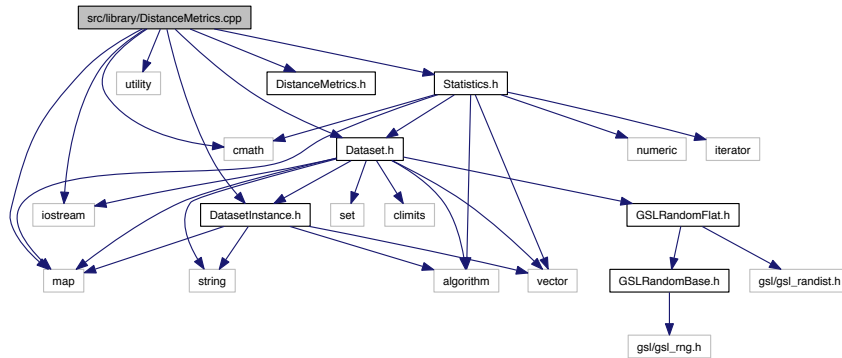 src/library/DistanceMetrics.cpp
utility
DistanceMetrics.h
Statistics.h
cmath
Dataset.h
numeric
iterator
iostream
DatasetInstance.h
set
climits
GSLRandomFlat.h
map
string
algorithm
vector
GSLRandomBase.h
gsl/gsl_randist.h
gsl/gsl_rng.h